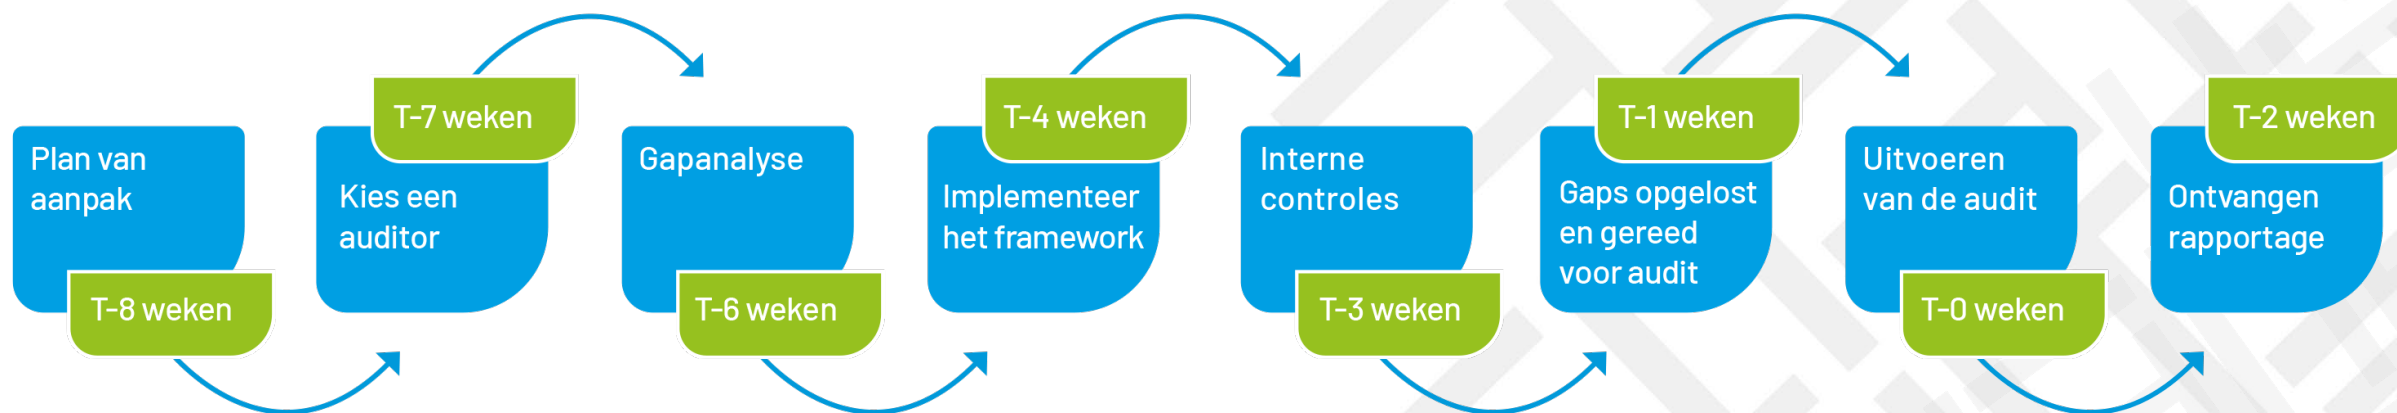 Plan van
aanpak
T-8 weken
T-7 weken
Kies een
auditor
Gapanalyse
T-6 weken
T-4 weken
Implementeer
het framework
Interne
controles
T-3 weken
T-1 weken
Gaps opgelost
en gereed
voor audit
Uitvoeren
van de audit
T-0 weken
T-2 weken
Ontvangen
rapportage